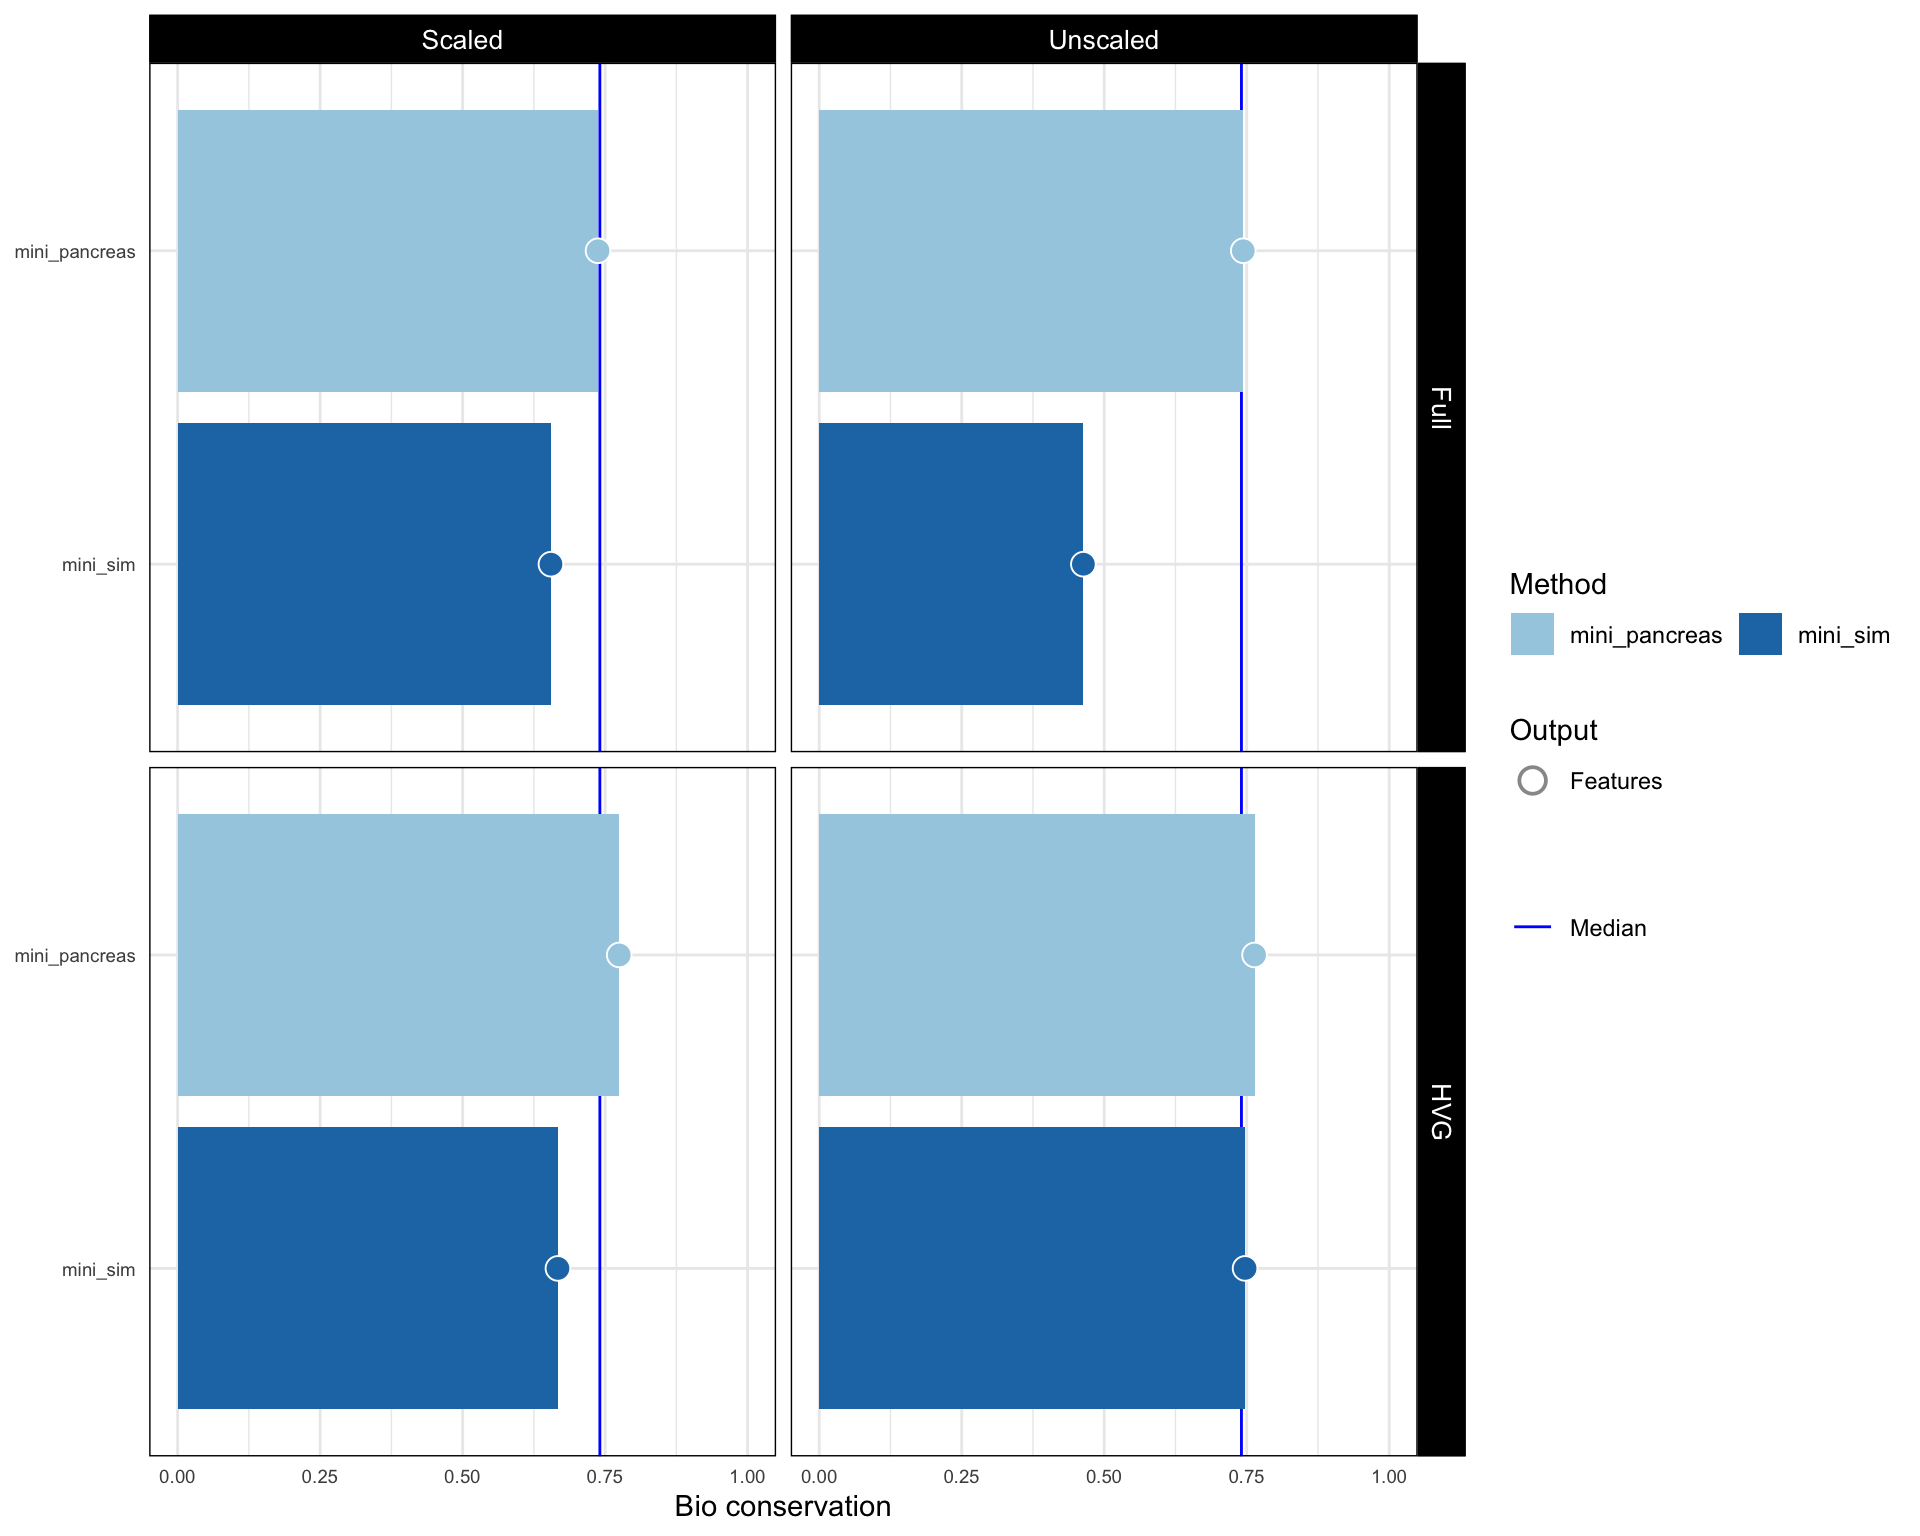 Scaled
Unscaled
mini_pancreas
mini_sim
Full
mini_pancreas
mini_sim
HVG
0.00 0.25 0.50 0.75 1.00
0.00 0.25 0.50 0.75 1.00
Bio conservation
Method
mini_pancreas mini_sim
Output
Features
Median